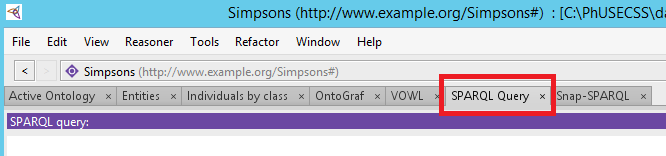 Simpsons (http://www.example.org/Simpsons#) : [C:\PhUSECSS\da
File Edit View Reasoner Tools Refactor Window Help
< > Simpsons (http://www.example.org/Simpsons#)
Active Ontology × Entities × Individuals by class × OntoGraf × VOWL × SPARQL Query × Snap-SPARQL ×
SPARQL query: